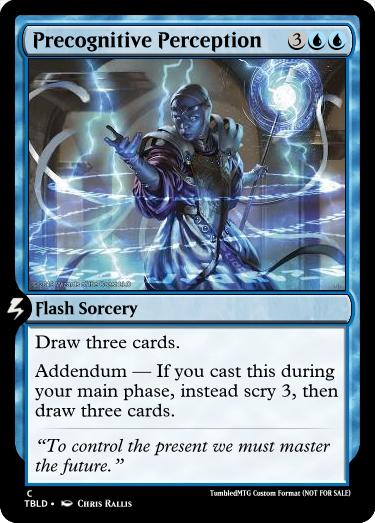 Precognitive Perception 3
Flash Sorcery
Draw three cards.
Addendum — If you cast this during
your main phase, instead scry 3, then
draw three cards.
“To control the present we must master
the future.”
C
TBLD • Chris Rallis
TumbledMTG Custom Format (NOT FOR SALE)